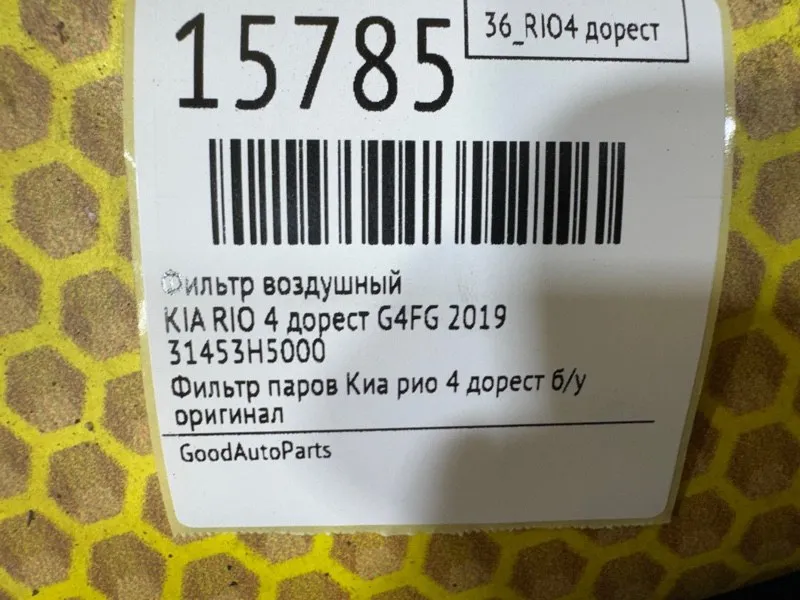 15785
36_RIO4 дорест
Фильтр воздушный
KIA RIO 4 дорест G4FG 2019
31453H5000
Фильтр паров Киа рио 4 дорест б/у
оригинал
GoodAutoParts